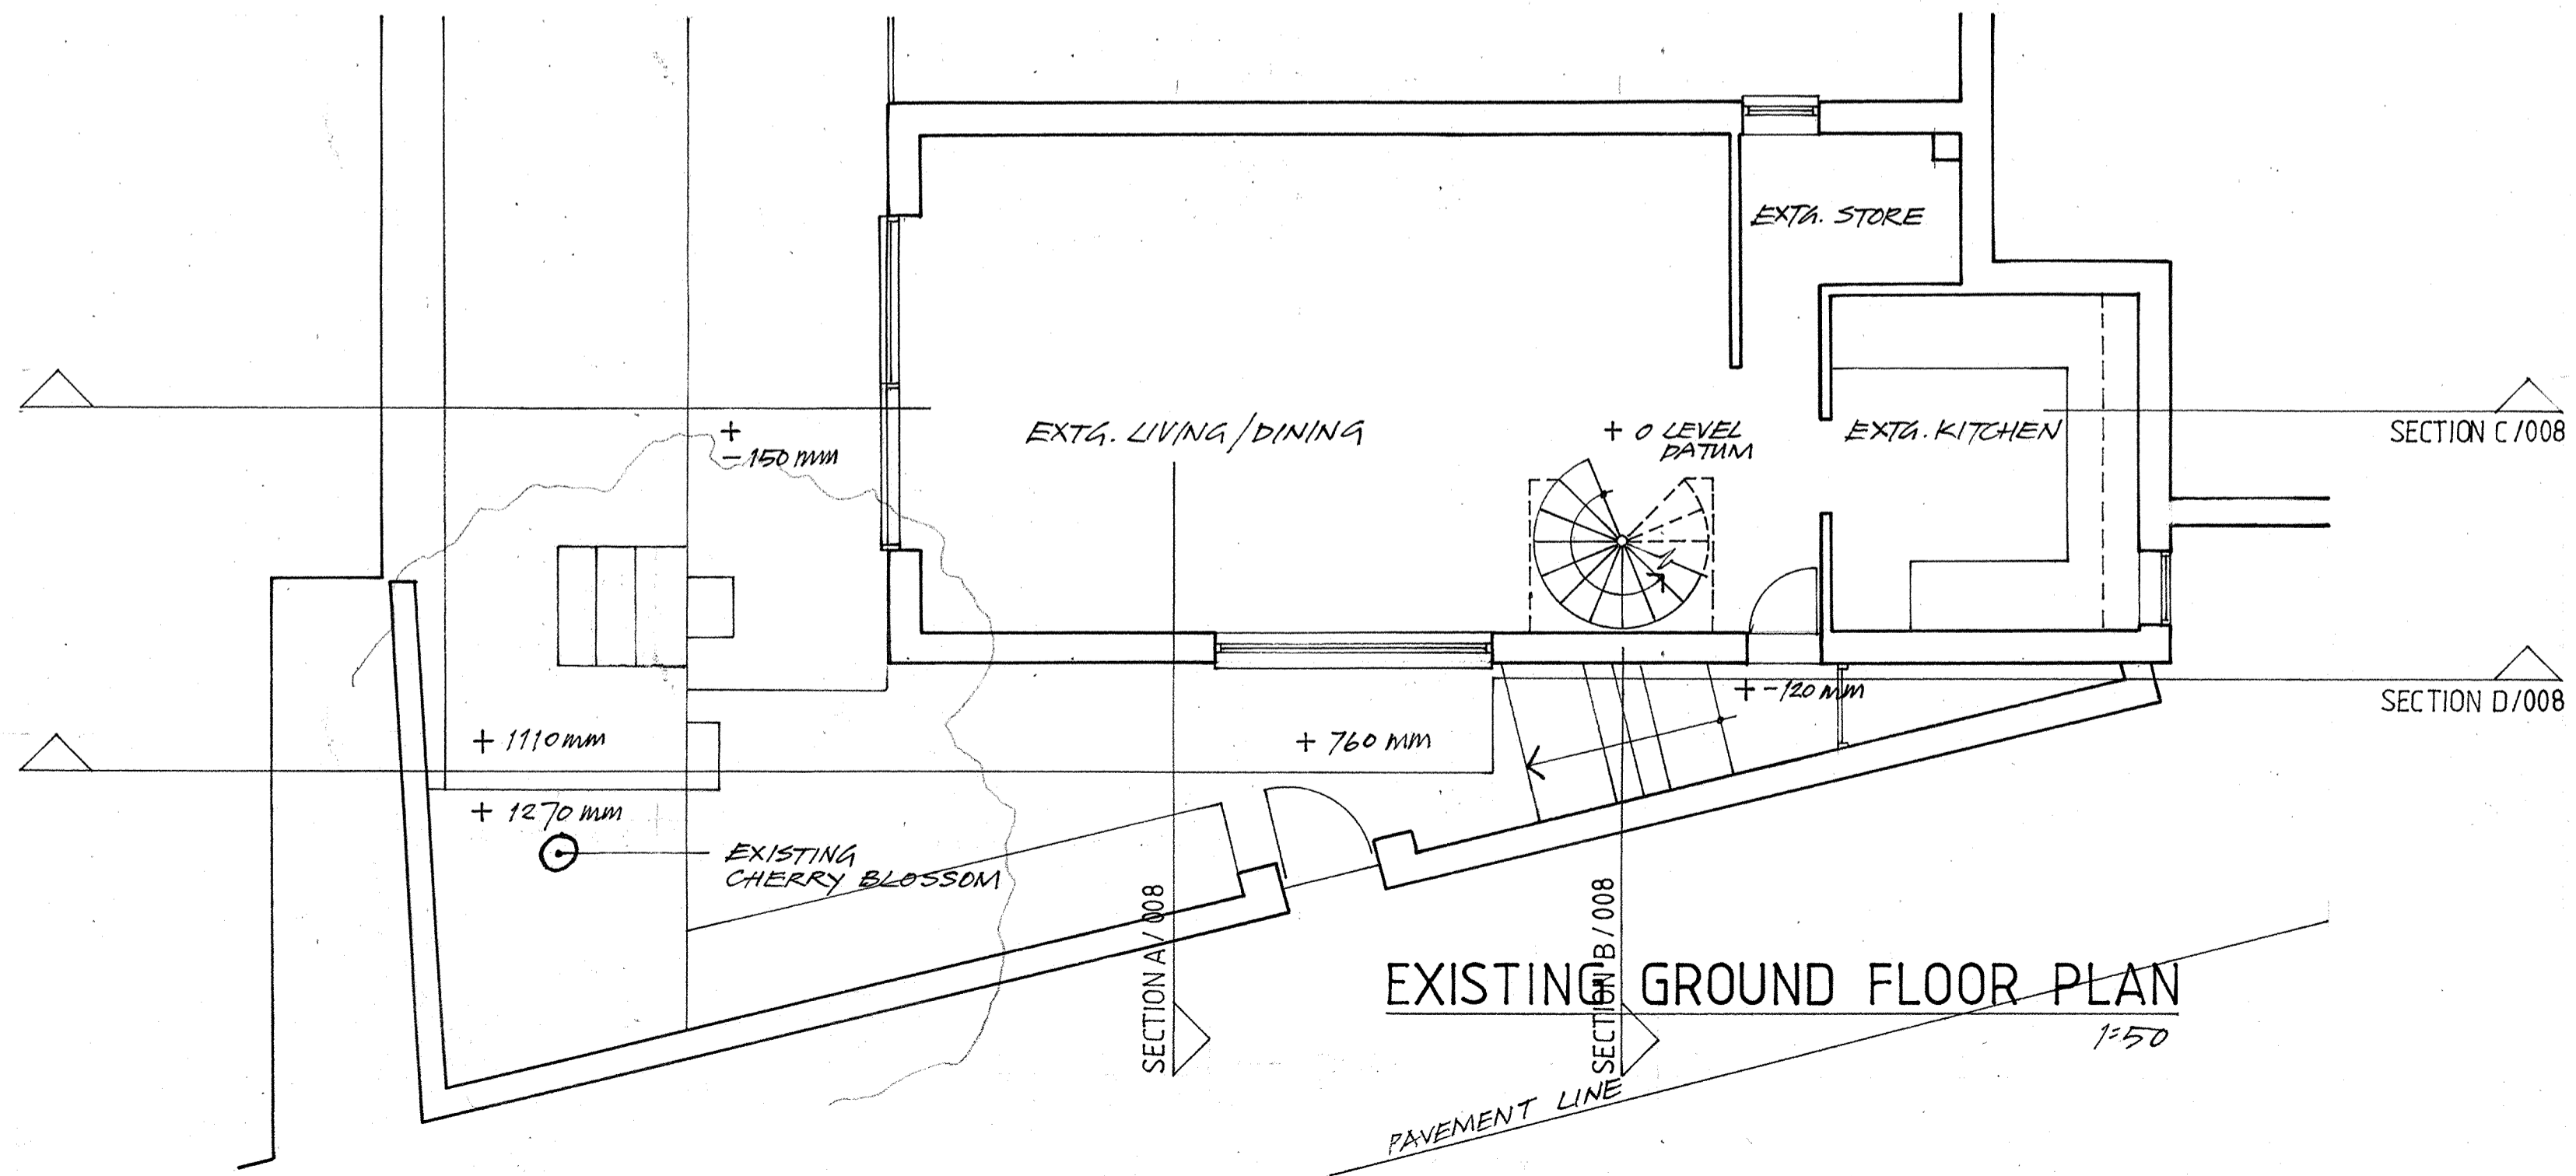 EXTG. STORE
EXTG. LIVING/DINING
+ 0 LEVEL
DATUM
EXTG. KITCHEN
SECTION C/008
+
-150 mm
+ -120 mm
SECTION D/008
+ 1110 mm
+ 760 mm
+ 1270 mm
EXISTING
CHERRY BLOSSOM
SECTION A/008
SECTION B/008
EXISTING GROUND FLOOR PLAN
1:50
PAVEMENT LINE